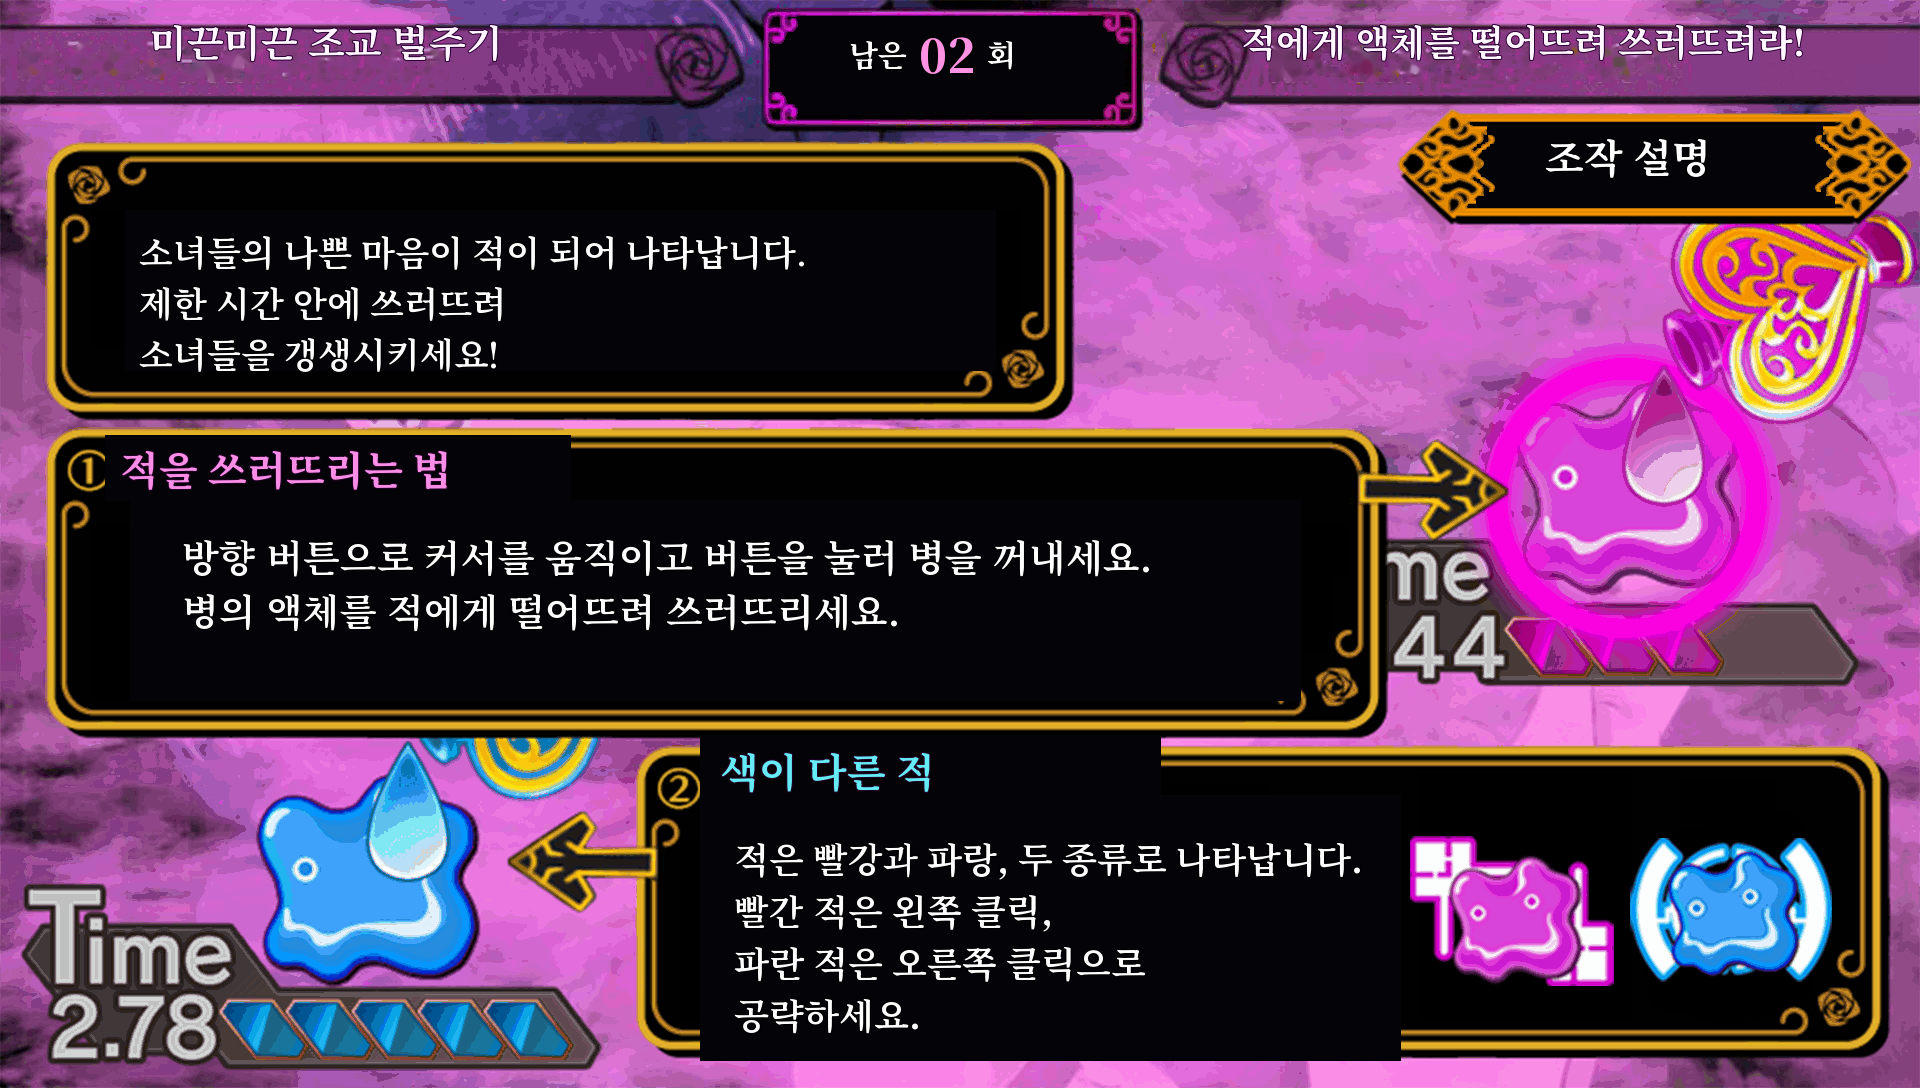 미끈미끈 조교 벌주기
남은 02 회
적에게 액체를 떨어뜨려 쓰러뜨려라!
조작 설명
소녀들의 나쁜 마음이 적이 되어 나타납니다.
제한 시간 안에 쓰러뜨려
소녀들을 갱생시키세요!
① 적을 쓰러뜨리는 법
방향 버튼으로 커서를 움직이고 버튼을 눌러 병을 꺼내세요.
병의 액체를 적에게 떨어뜨려 쓰러뜨리세요.
me
44
② 색이 다른 적
적은 빨강과 파랑, 두 종류로 나타납니다.
빨간 적은 왼쪽 클릭,
파란 적은 오른쪽 클릭으로
공략하세요.
Time
2.78